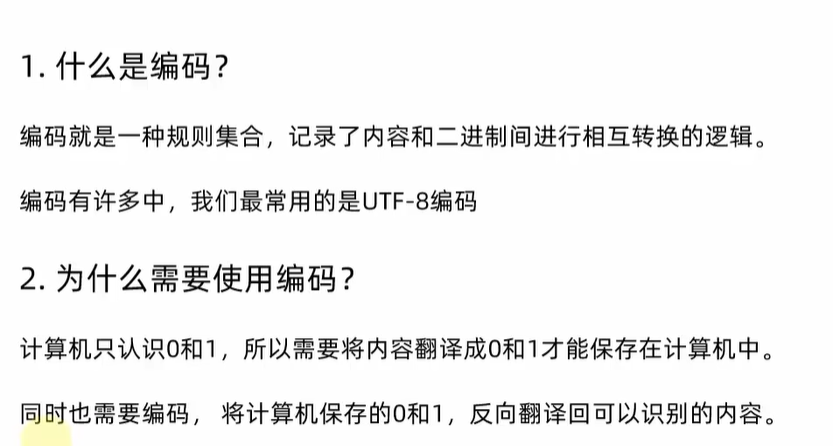 1. 什么是编码？
编码就是一种规则集合，记录了内容和二进制间进行相互转换的逻辑。
编码有许多中，我们最常用的是UTF-8编码
2. 为什么需要使用编码？
计算机只认识0和1，所以需要将内容翻译成0和1才能保存在计算机中。
同时也需要编码， 将计算机保存的0和1，反向翻译回可以识别的内容。